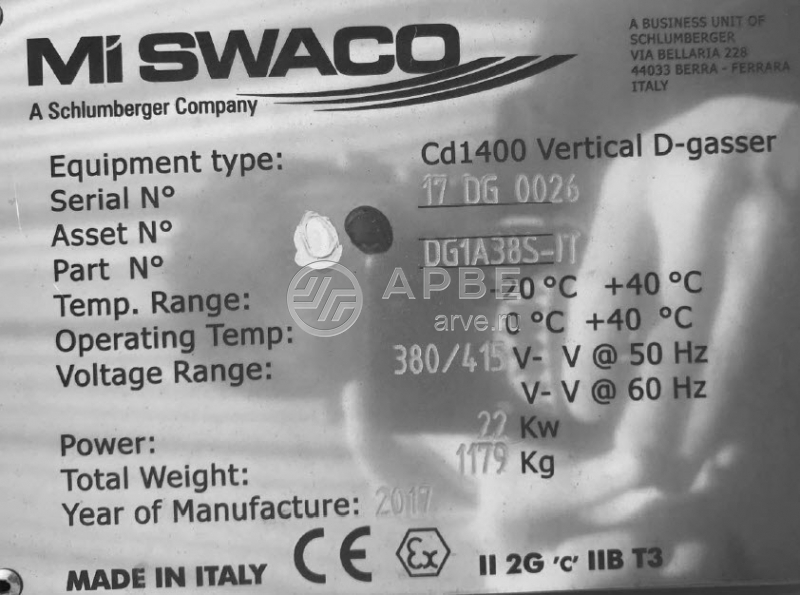 Mi SWACO
A Schlumberger Company
A BUSINESS UNIT OF
SCHLUMBERGER
VIA BELLARIA 228
44033 BERRA - FERRARA
ITALY
Equipment type: Cd1400 Vertical D-gasser
Serial N° 17 DG 0026
Asset N°
Part N° DG1A38S-IT
Temp. Range: -20 °C +40 °C
Operating Temp: 0 °C +40 °C
Voltage Range: 380/415 V- V @ 50 Hz
V- V @ 60 Hz
Power: 22 Kw
Total Weight: 1179 Kg
Year of Manufacture: 2017
MADE IN ITALY CE Ex II 2G 'c' IIB T3
АРВЕ
arve.ru